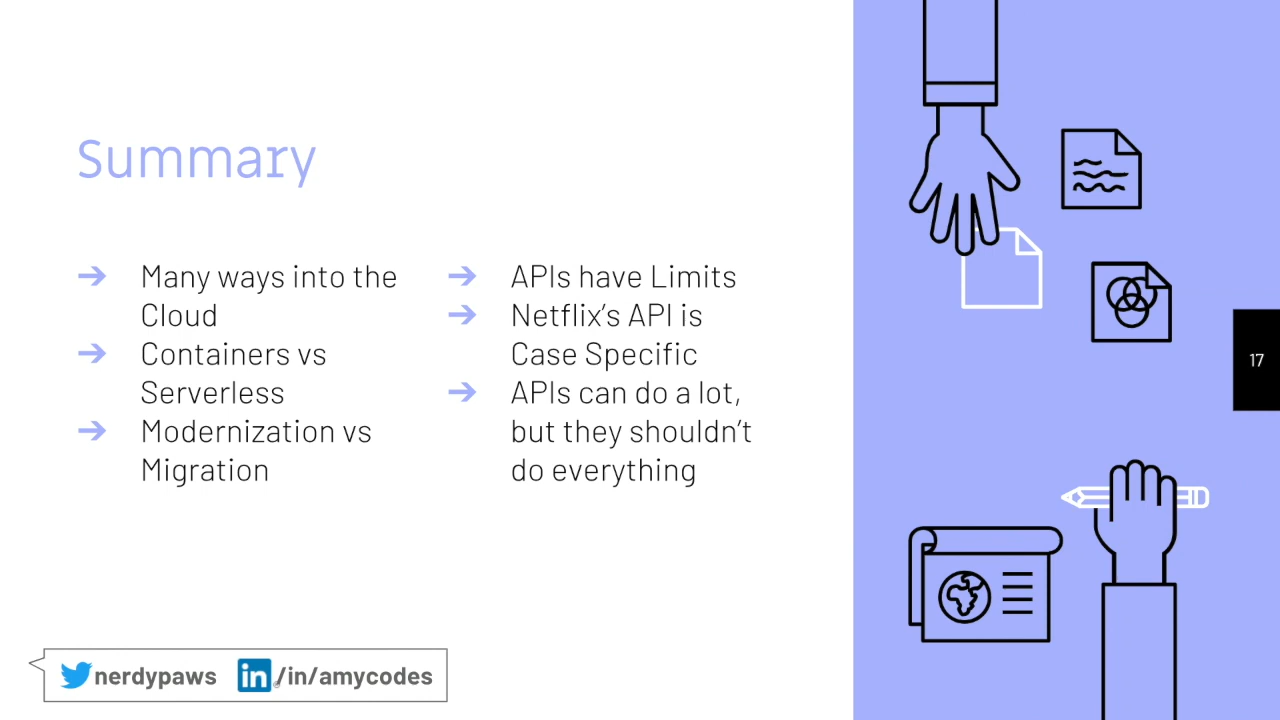 Summary
Many ways into the
Cloud
Containers vs
Serverless
Modernization vs
Migration
APIs have Limits
Netflix’s API is
Case Specific
APIs can do a lot,
but they shouldn’t
do everything
17
nerdypaws in /in/amycodes